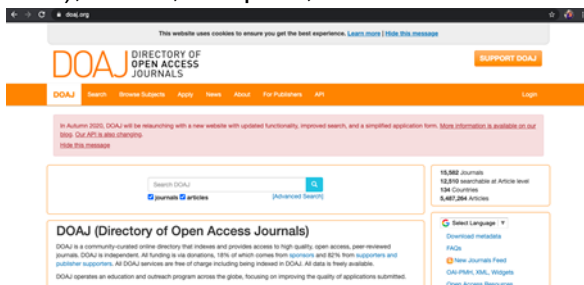 doaj.org
This website uses cookies to ensure you get the best experience. Learn more | Hide this message
DOAJ DIRECTORY OF
OPEN ACCESS
JOURNALS
SUPPORT DOAJ
DOAJ Search Browse Subjects Apply News About For Publishers API Login
In Autumn 2020, DOAJ will be relaunching with a new website with updated functionality, improved search, and a simplified application form. More information is available on our
blog. Our API is also changing.
Hide this message
Search DOAJ
journals articles [Advanced Search]
15,582 Journals
12,510 searchable at Article level
134 Countries
5,487,264 Articles
DOAJ (Directory of Open Access Journals)
DOAJ is a community-curated online directory that indexes and provides access to high quality, open access, peer-reviewed
journals. DOAJ is independent. All funding is via donations, 18% of which comes from sponsors and 82% from supporters and
publisher supporters. All DOAJ services are free of charge including being indexed in DOAJ. All data is freely available.
DOAJ operates an education and outreach program across the globe, focusing on improving the quality of applications submitted.
Select Language
Download metadata
FAQs
New Journals Feed
OAI-PMH, XML, Widgets
Open Access Resources